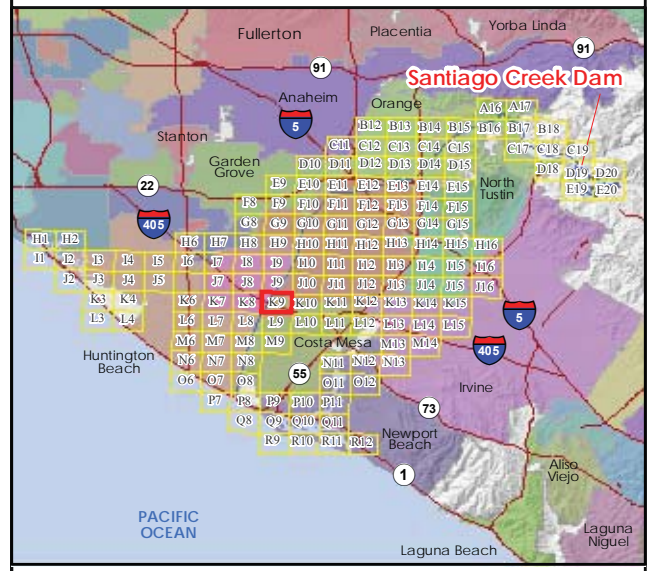 Yorba Linda
Fullerton
Placentia
91
91
Santiago Creek Dam
Anaheim
Orange
A16 A17
5
B12 B13 B14 B15 B16 B17 B18
Stanton
C11 C12 C13 C14 C15 C17 C18 C19
Garden
Grove
D10 D11 D12 D13 D14 D15 D18 D19 D20
22
E9 E10 E11 E12 E13 E14 E15 E19 E20
North
Tustin
F8 F9 F10 F11 F12 F13 F14 F15
405
G8 G9 G10 G11 G12 G13 G14 G15
H1 H2 H6 H7 H8 H9 H10 H11 H12 H13 H14 H15 H16
I1 I2 I3 I4 I5 I6 I7 I8 I9 I10 I11 I12 I13 I14 I15 I16
J2 J3 J4 J5 J7 J8 J9 J10 J11 J12 J13 J14 J15 J16
K3 K4 K6 K7 K8 K9 K10 K11 K12 K13 K14 K15
5
L3 L4 L6 L7 L8 L9 L10 L11 L12 L13 L14 L15
M6 M7 M8 M9 Costa Mesa M13 M14
405
Huntington
Beach
N6 N7 N8 N11 N12 N13
55
O6 O7 O8 O11 O12
Irvine
P7 P8 P9 P10 P11
73
Q8 Q9 Q10 Q11
Newport
Beach
R9 R10 R11 R12
1
Aliso
Viejo
PACIFIC
OCEAN
Laguna
Niguel
Laguna Beach